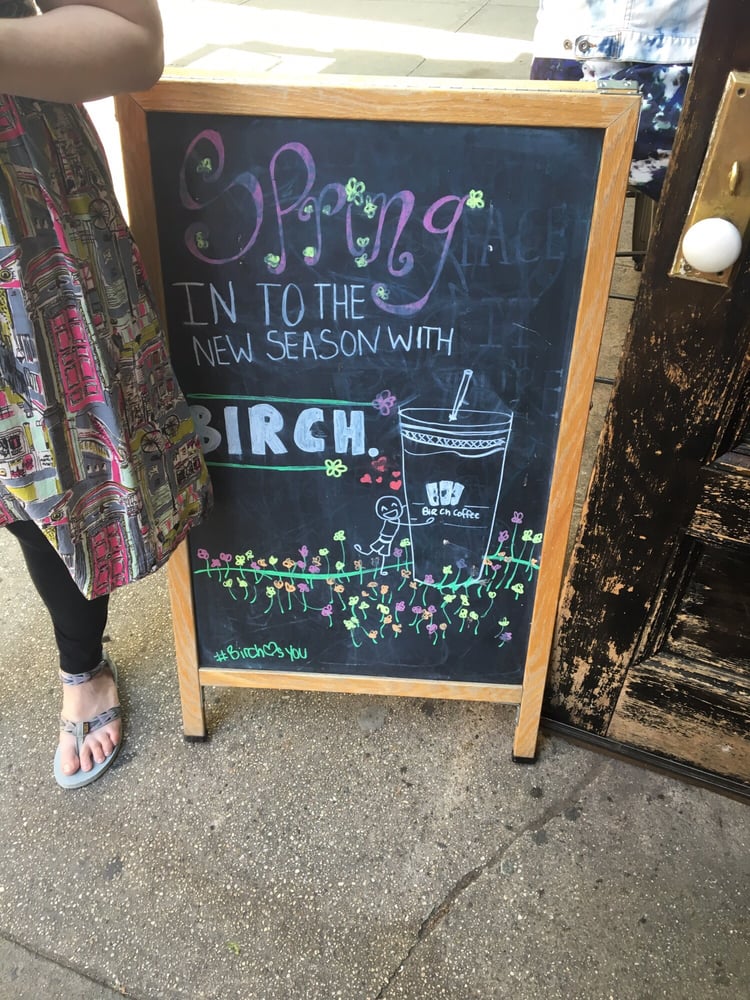 Spring
IN TO THE
NEW SEASON WITH
BIRCH.
BiRch Coffee
#Birch♡s YOU